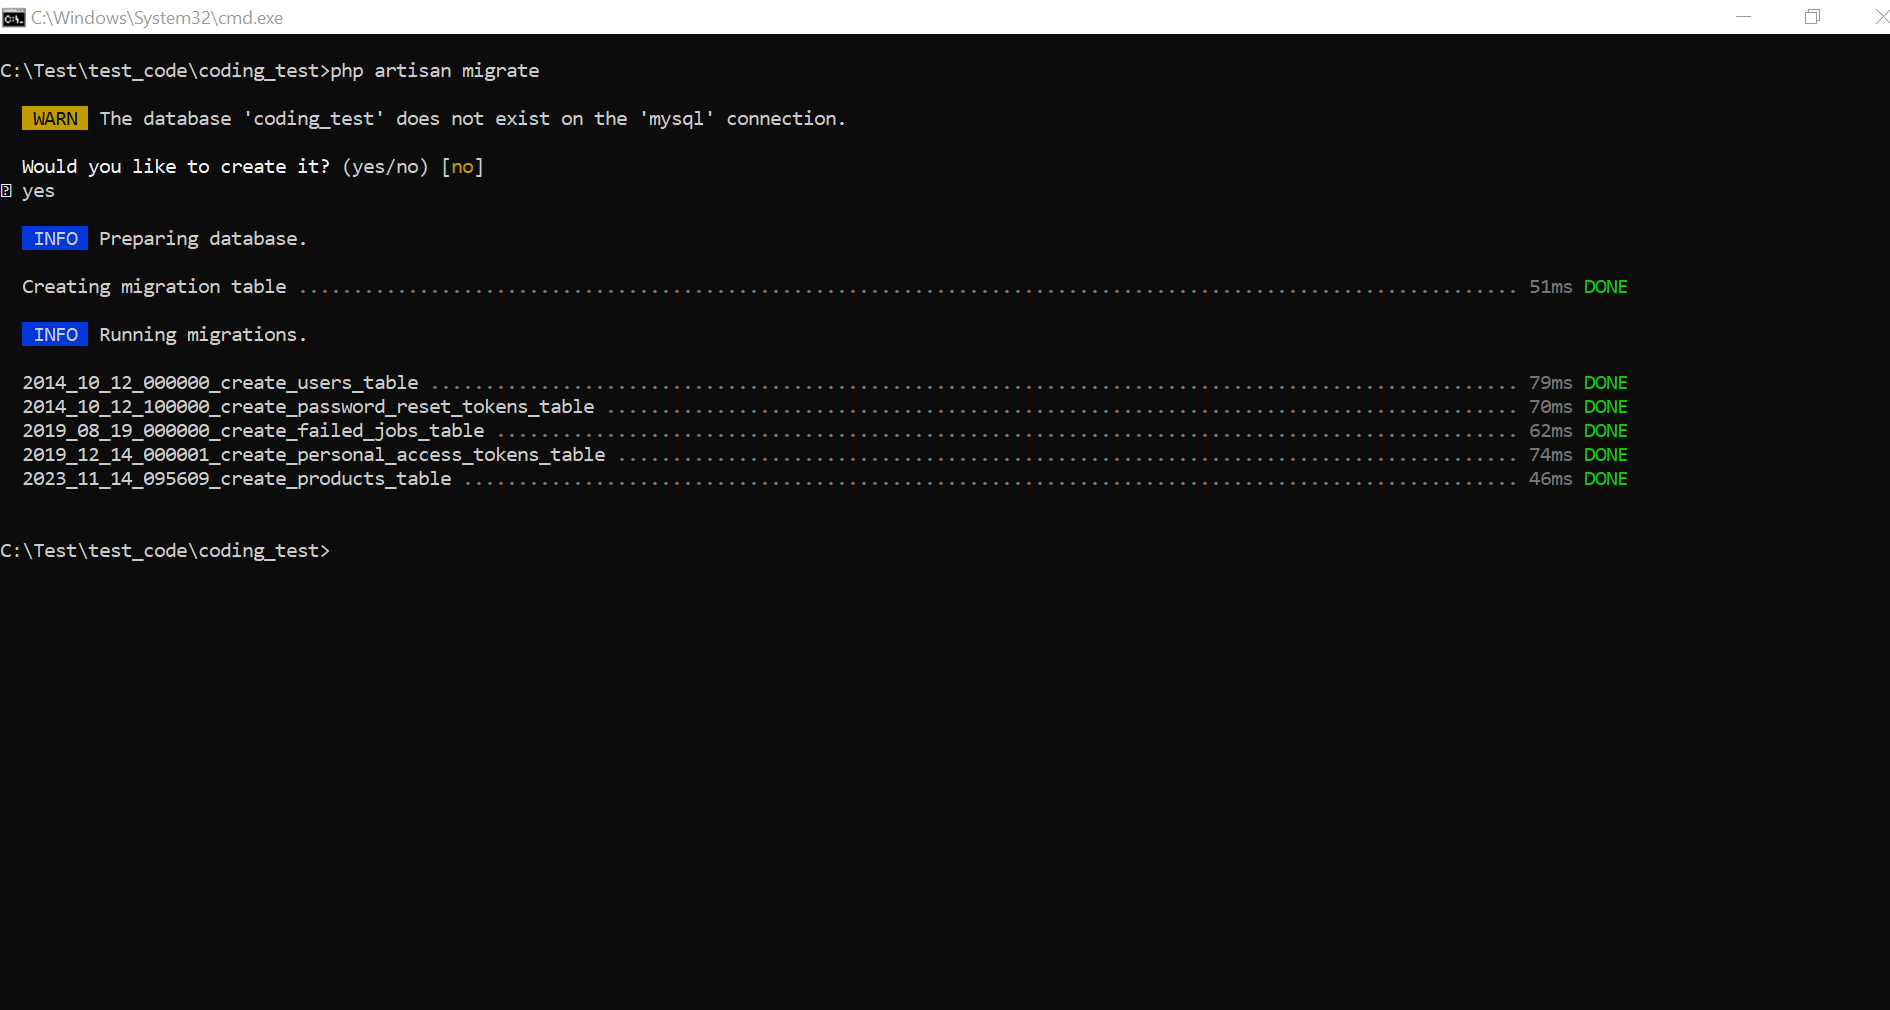 C:\Windows\System32\cmd.exe
C:\Test\test_code\coding_test>php artisan migrate
WARN The database 'coding_test' does not exist on the 'mysql' connection.
Would you like to create it? (yes/no) [no]
yes
INFO Preparing database.
Creating migration table ............................................................................................................... 51ms DONE
INFO Running migrations.
2014_10_12_000000_create_users_table ................................................................................................... 79ms DONE
2014_10_12_100000_create_password_reset_tokens_table ................................................................................... 70ms DONE
2019_08_19_000000_create_failed_jobs_table ............................................................................................. 62ms DONE
2019_12_14_000001_create_personal_access_tokens_table .................................................................................. 74ms DONE
2023_11_14_095609_create_products_table ................................................................................................ 46ms DONE
C:\Test\test_code\coding_test>